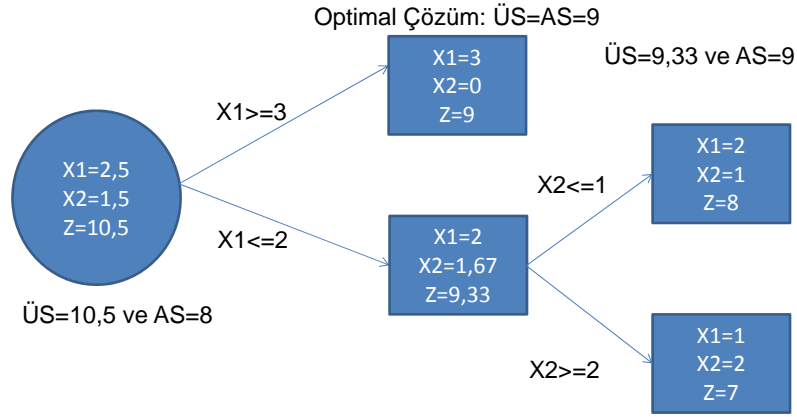 Optimal Çözüm: ÜS=AS=9
X1=3
X2=0
Z=9
ÜS=9,33 ve AS=9
X1>=3
X1=2,5
X2=1,5
Z=10,5
X1<=2
ÜS=10,5 ve AS=8
X1=2
X2=1,67
Z=9,33
X2<=1
X1=2
X2=1
Z=8
X2>=2
X1=1
X2=2
Z=7